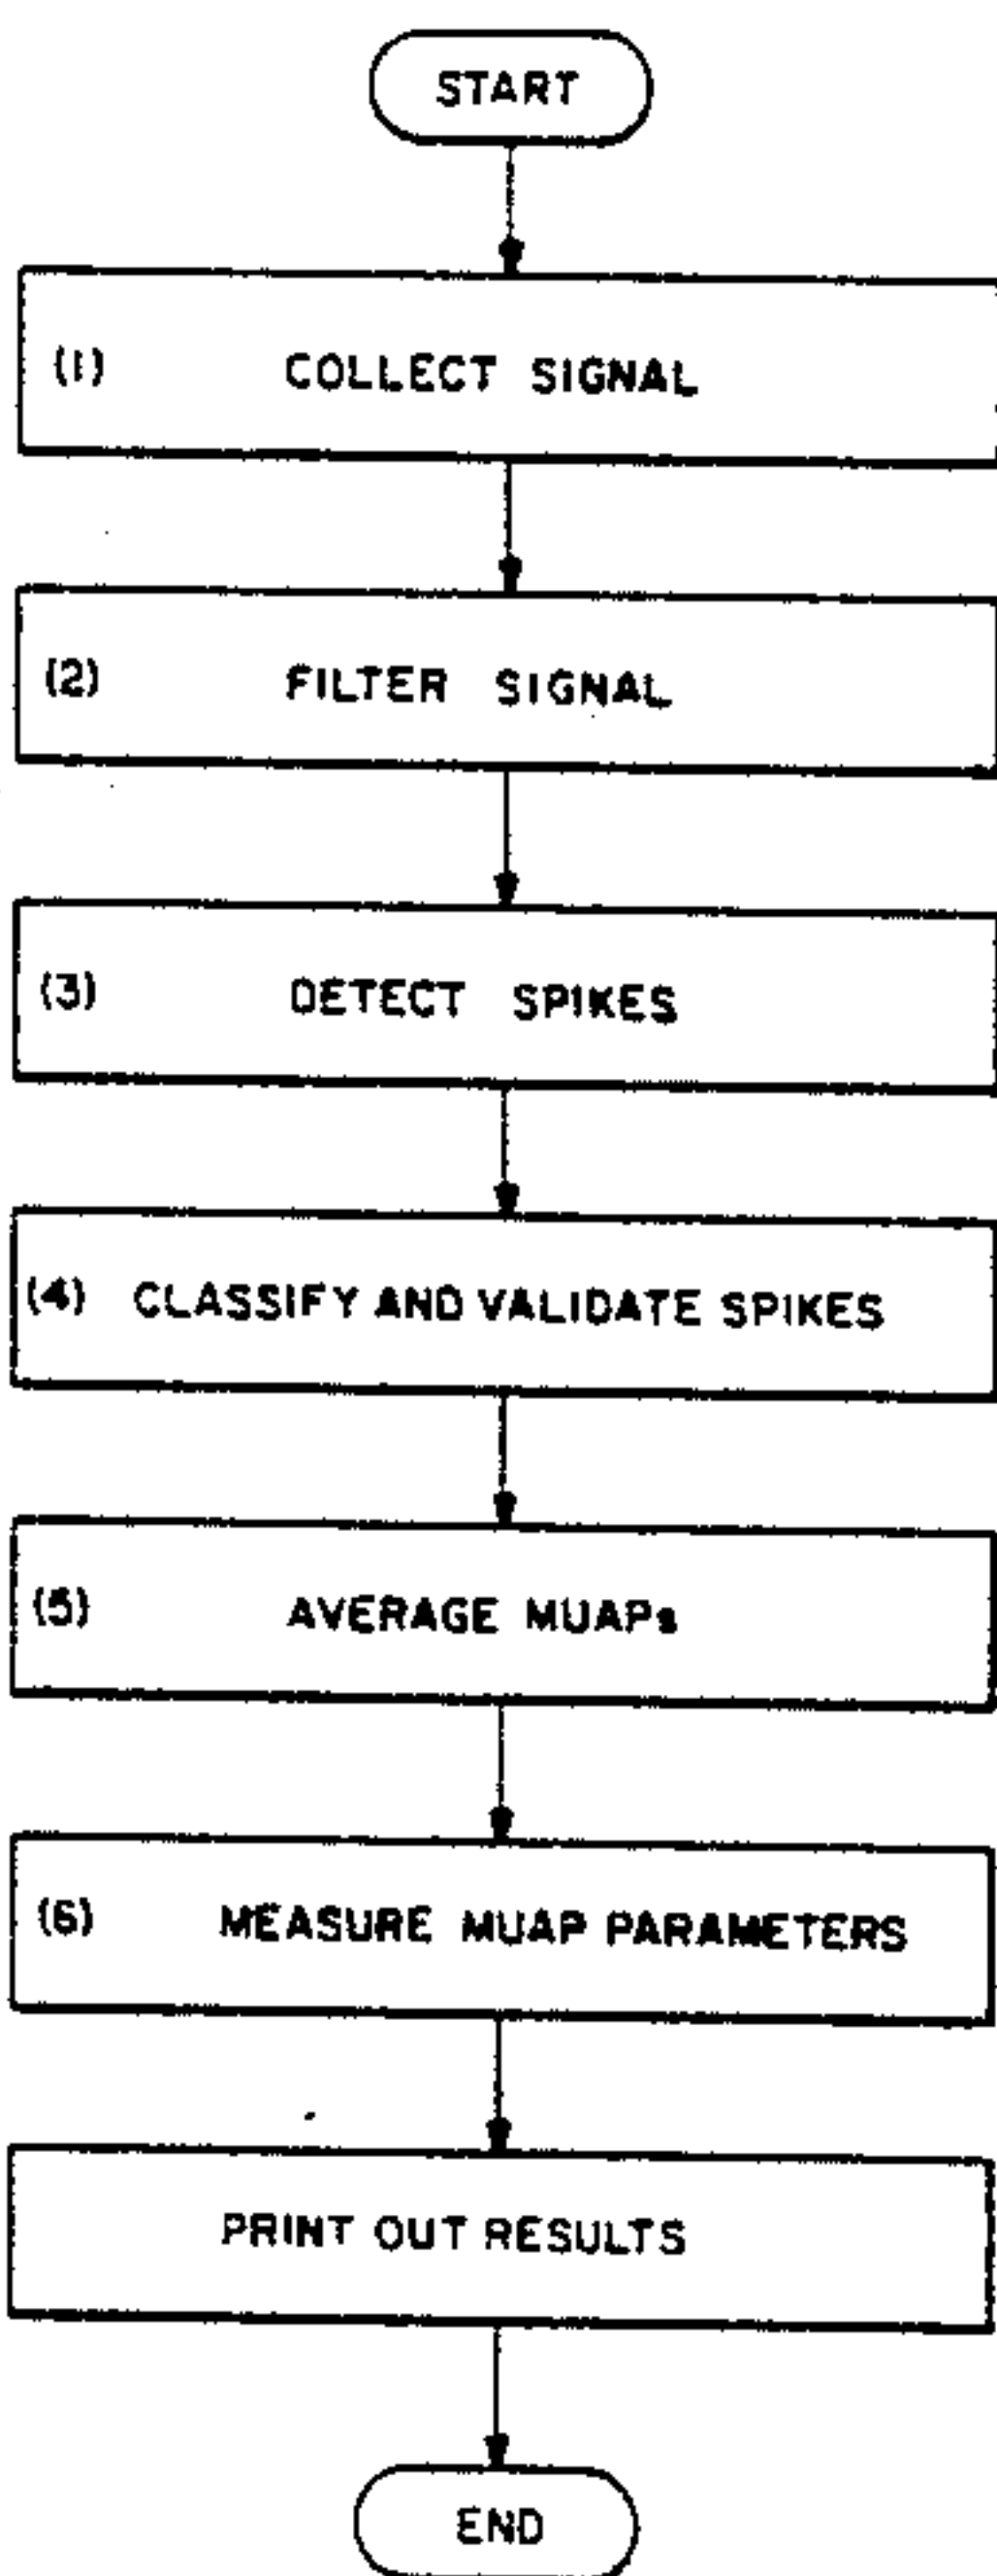 START
(1) COLLECT SIGNAL
(2) FILTER SIGNAL
(3) DETECT SPIKES
(4) CLASSIFY AND VALIDATE SPIKES
(5) AVERAGE MUAPs
(6) MEASURE MUAP PARAMETERS
PRINT OUT RESULTS
END